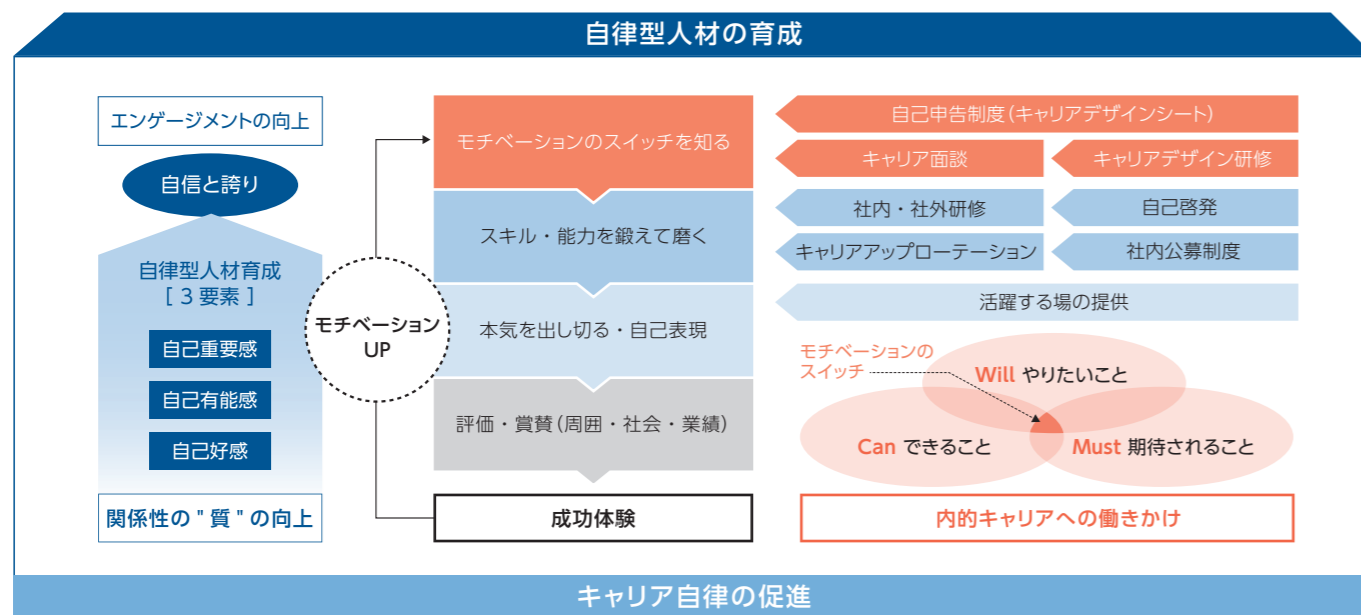 自律型人材の育成
エンゲージメントの向上
自信と誇り
自律型人材育成
[ 3 要素 ]
自己重要感
自己有能感
自己好感
関係性の " 質 " の向上
モチベーション
UP
モチベーションのスイッチを知る
スキル・能力を鍛えて磨く
本気を出し切る・自己表現
評価・賞賛(周囲・社会・業績)
成功体験
自己申告制度(キャリアデザインシート)
キャリア面談
キャリアデザイン研修
社内・社外研修
自己啓発
キャリアアップローテーション
社内公募制度
活躍する場の提供
モチベーションの
スイッチ
Will やりたいこと
Can できること
Must 期待されること
内的キャリアへの働きかけ
キャリア自律の促進